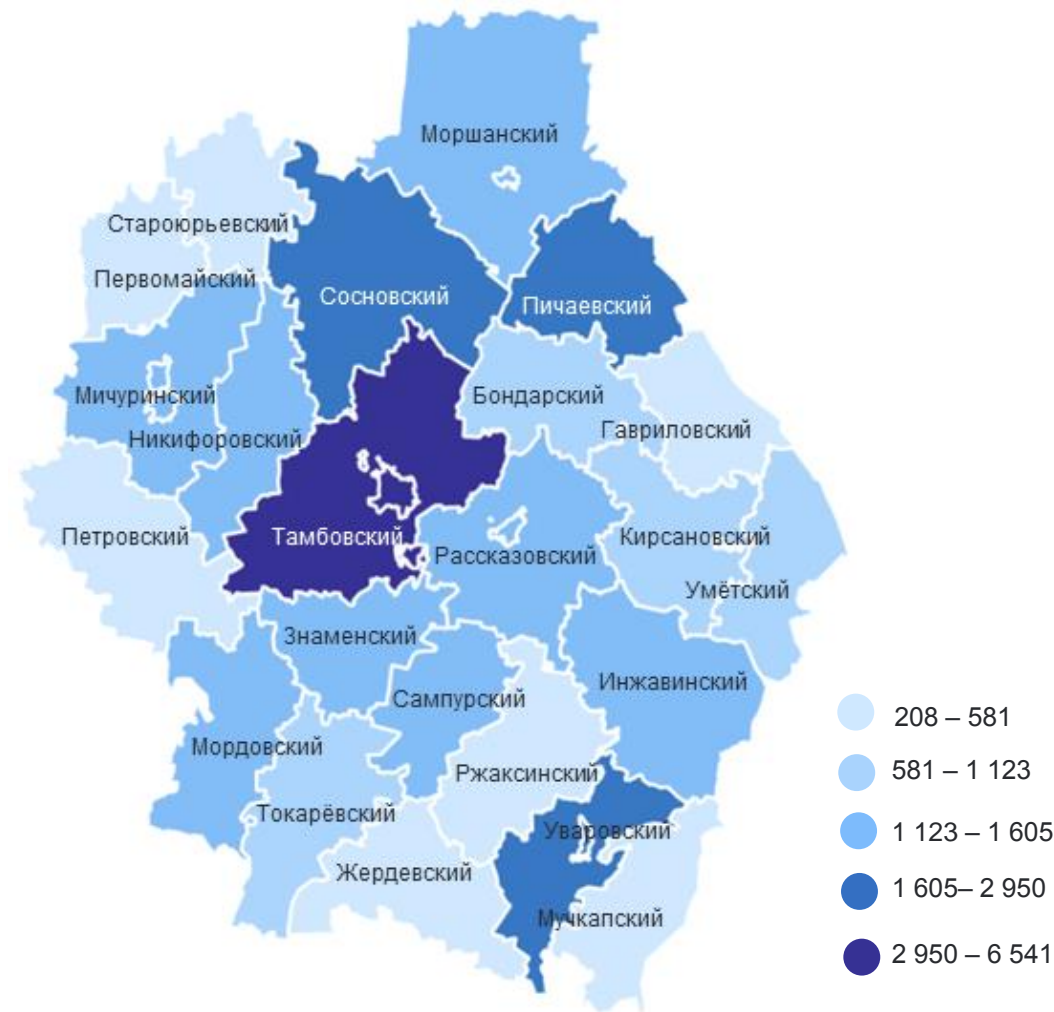 Моршанский
Староюрьевский
Первомайский
Сосновский
Пичаевский
Мичуринский
Бондарский
Никифоровский
Гавриловский
Петровский
Тамбовский
Рассказовский
Кирсановский
Умётский
Знаменский
Сампурский
Инжавинский
Мордовский
Ржаксинский
Токарёвский
Уваровский
Жердевский
Мучкапский
208 – 581
581 – 1 123
1 123 – 1 605
1 605– 2 950
2 950 – 6 541